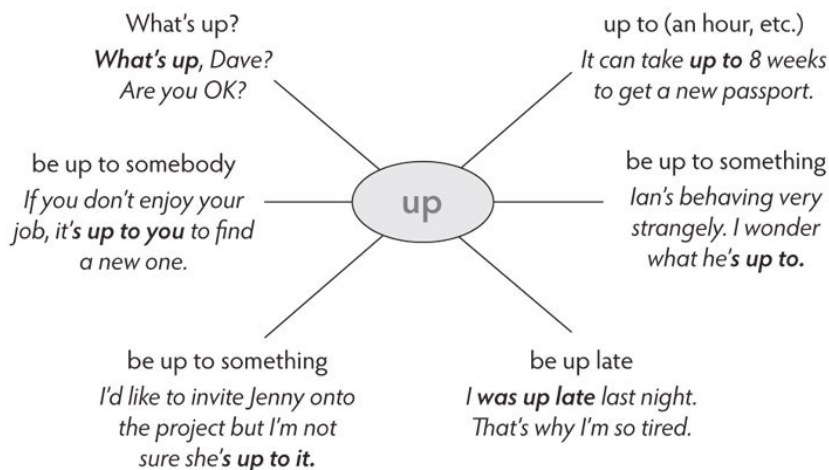 What's up?
What's up, Dave?
Are you OK?
up to (an hour, etc.)
It can take up to 8 weeks
to get a new passport.
be up to somebody
If you don't enjoy your
job, it's up to you to find
a new one.
up
be up to something
Ian's behaving very
strangely. I wonder
what he's up to.
be up to something
I'd like to invite Jenny onto
the project but I'm not
sure she's up to it.
be up late
I was up late last night.
That's why I'm so tired.